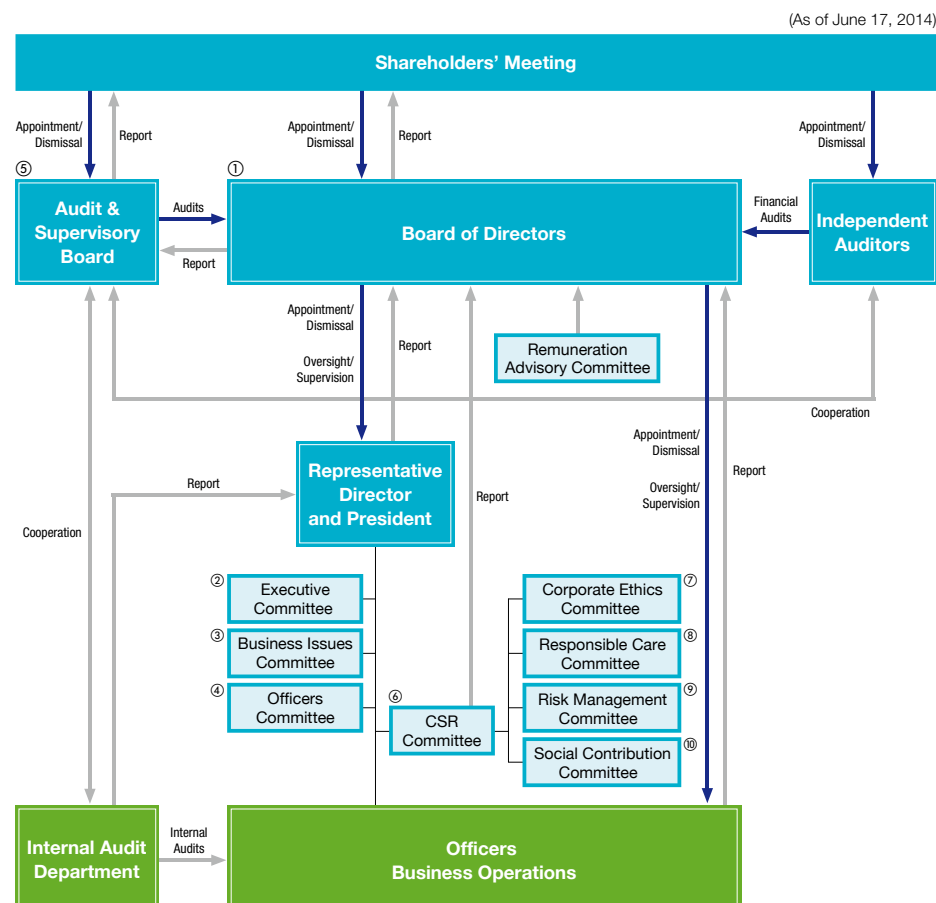 (As of June 17, 2014)
Shareholders’ Meeting
Appointment/
Dismissal
Report
Appointment/
Dismissal
Report
Appointment/
Dismissal
⑤
Audit &
Supervisory
Board
Audits
Report
①
Board of Directors
Financial
Audits
Independent
Auditors
Appointment/
Dismissal
Oversight/
Supervision
Report
Remuneration
Advisory Committee
Cooperation
Appointment/
Dismissal
Oversight/
Supervision
Report
Representative
Director
and President
Report
Report
Cooperation
②
Executive
Committee
③
Business Issues
Committee
④
Officers
Committee
⑥
CSR
Committee
Corporate Ethics
Committee
⑦
Responsible Care
Committee
⑧
Risk Management
Committee
⑨
Social Contribution
Committee
⑩
Internal Audit
Department
Internal
Audits
Officers
Business Operations